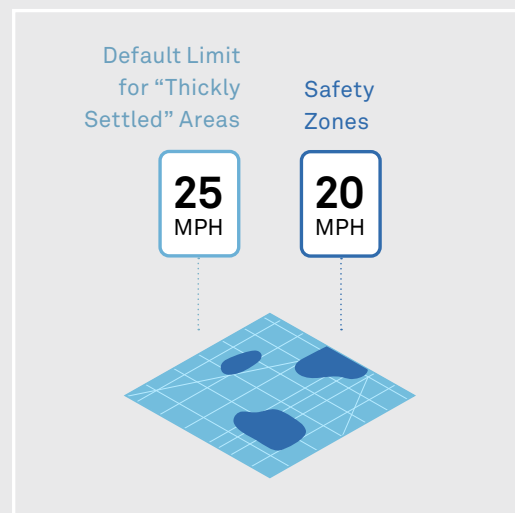 Default Limit
for “Thickly
Settled” Areas
25
MPH
Safety
Zones
20
MPH